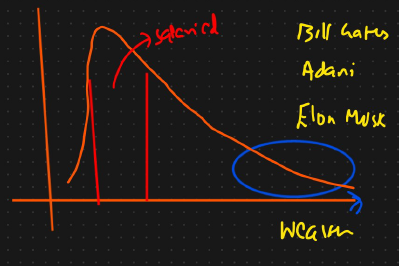 salaried
Bill Gates
Adani
Elon Musk
Wealth